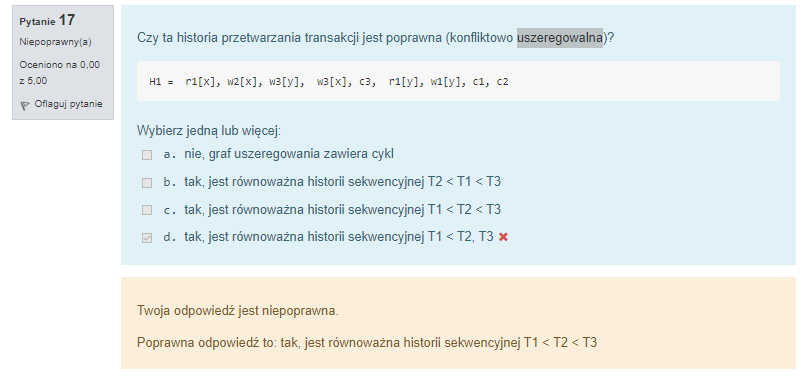 Pytanie 17
Niepoprawny(a)
Oceniono na 0,00
z 5,00
Oflaguj pytanie
Czy ta historia przetwarzania transakcji jest poprawna (konfliktowo uszeregowalna)?
H1 = r1[x], w2[x], w3[y], w3[x], c3, r1[y], w1[y], c1, c2
Wybierz jedną lub więcej:
a. nie, graf uszeregowania zawiera cykl
b. tak, jest równoważna historii sekwencyjnej T2 < T1 < T3
c. tak, jest równoważna historii sekwencyjnej T1 < T2 < T3
d. tak, jest równoważna historii sekwencyjnej T1 < T2, T3
Twoja odpowiedź jest niepoprawna.
Poprawna odpowiedź to: tak, jest równoważna historii sekwencyjnej T1 < T2 < T3